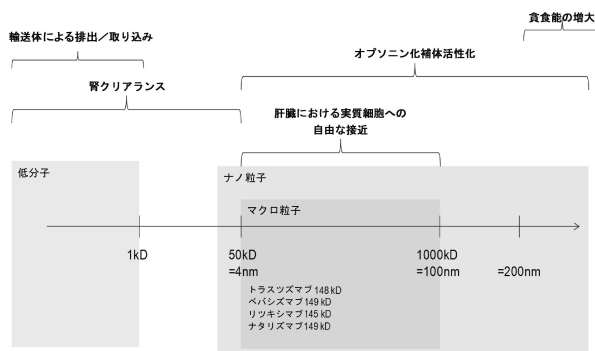 貪食能の増大
輸送体による排出／取り込み
オプソニン化補体活性化
腎クリアランス
肝臓における実質細胞への
自由な接近
低分子
ナノ粒子
マクロ粒子
1kD
50kD
=4nm
1000kD
=100nm
=200nm
トラスツズマブ 148 kD
ベバシズマブ 149 kD
リツキシマブ 145 kD
ナタリズマブ 149 kD